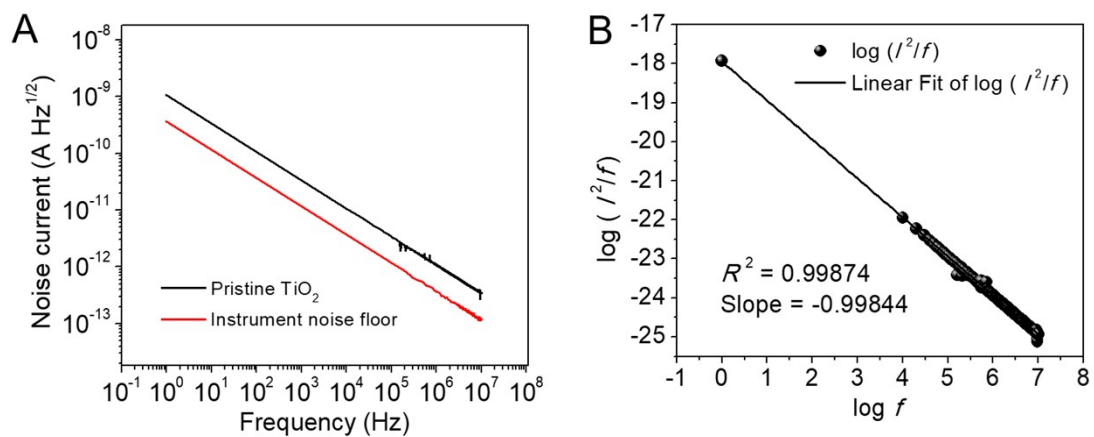 A
Noise current (A Hz^1/2)
10^-8
10^-9
10^-10
10^-11
10^-12
10^-13
Pristine TiO₂
Instrument noise floor
10^-1 10^0 10^1 10^2 10^3 10^4 10^5 10^6 10^7 10^8
Frequency (Hz)
B
log (I^2/f)
-17
-18
-19
-20
-21
-22
-23
-24
-25
log (I^2/f)
Linear Fit of log (I^2/f)
R^2 = 0.99874
Slope = -0.99844
-1 0 1 2 3 4 5 6 7 8
log f